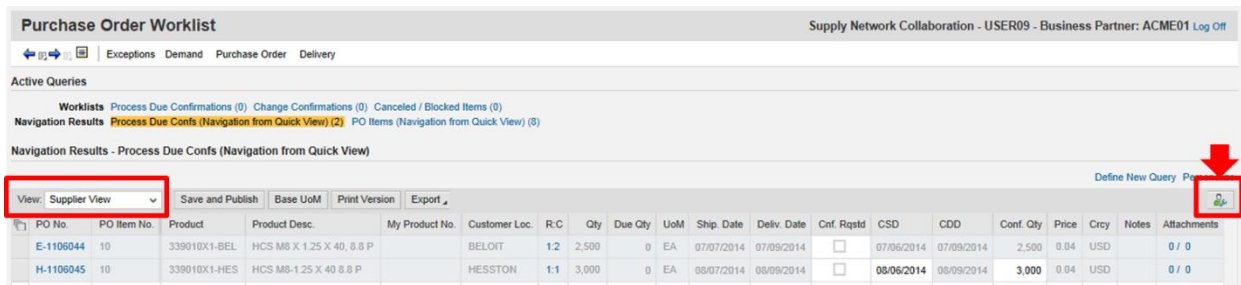 Purchase Order Worklist
Supply Network Collaboration - USER09 - Business Partner: ACME01 Log Off
Exceptions Demand Purchase Order Delivery
Active Queries
Worklists Process Due Confirmations (0) Change Confirmations (0) Canceled / Blocked Items (0)
Navigation Results Process Due Confs (Navigation from Quick View) (2) PO Items (Navigation from Quick View) (8)
Navigation Results - Process Due Confs (Navigation from Quick View)
Define New Query
View: Supplier View Save and Publish Base UoM Print Version Export
PO No. PO Item No. Product Product Desc. My Product No. Customer Loc. R:C Qty Due Qty UoM Ship. Date Deliv. Date Cnf. Rqstd CSD CDD Conf. Qty Price Crcy Notes Attachments
E-1106044 10 339010X1-BEL HCS M8 X 1.25 X 40, 8.8 P BELOIT 1:2 2,500 0 EA 07/07/2014 07/09/2014 07/06/2014 07/09/2014 2,500 0.04 USD 0 / 0
H-1106045 10 339010X1-HES HCS M8-1.25 X 40 8.8 P HESSTON 1:1 3,000 0 EA 08/07/2014 08/09/2014 08/06/2014 08/09/2014 3,000 0.04 USD 0 / 0